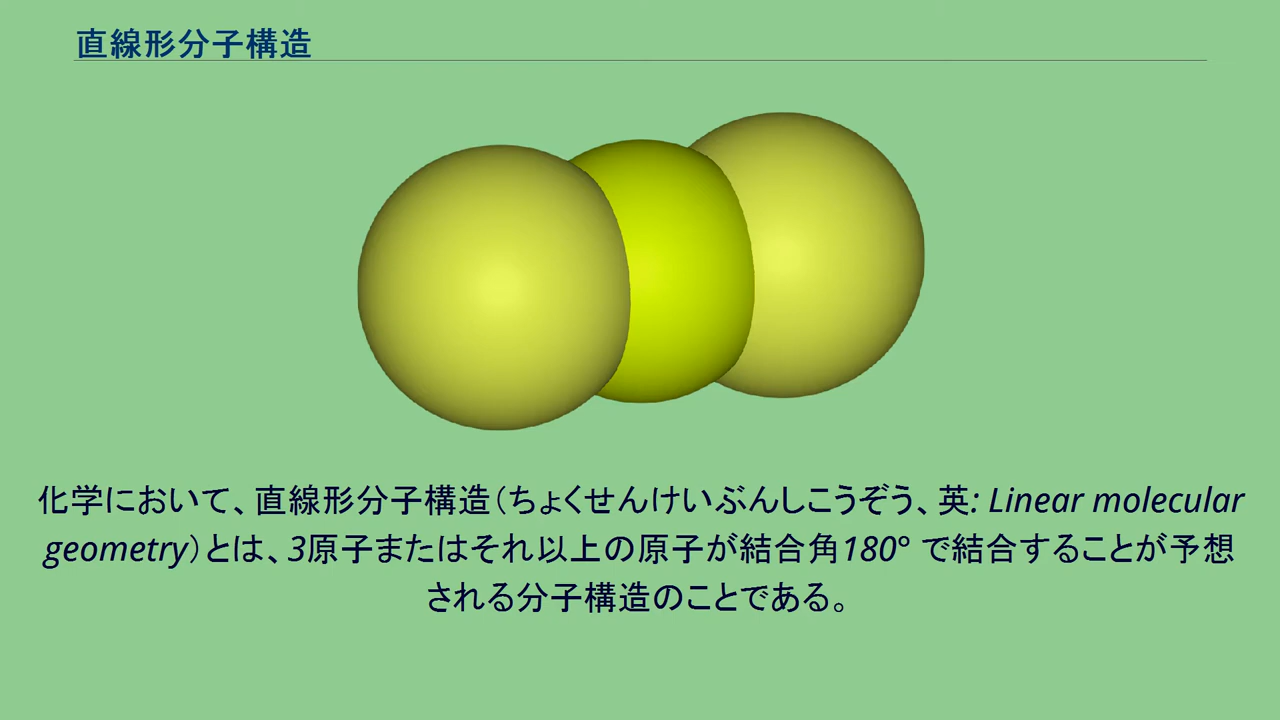 直線形分子構造
化学において、直線形分子構造（ちょくせんけいぶんしこうぞう、英: Linear molecular
geometry）とは、3原子またはそれ以上の原子が結合角180° で結合することが予想
される分子構造のことである。